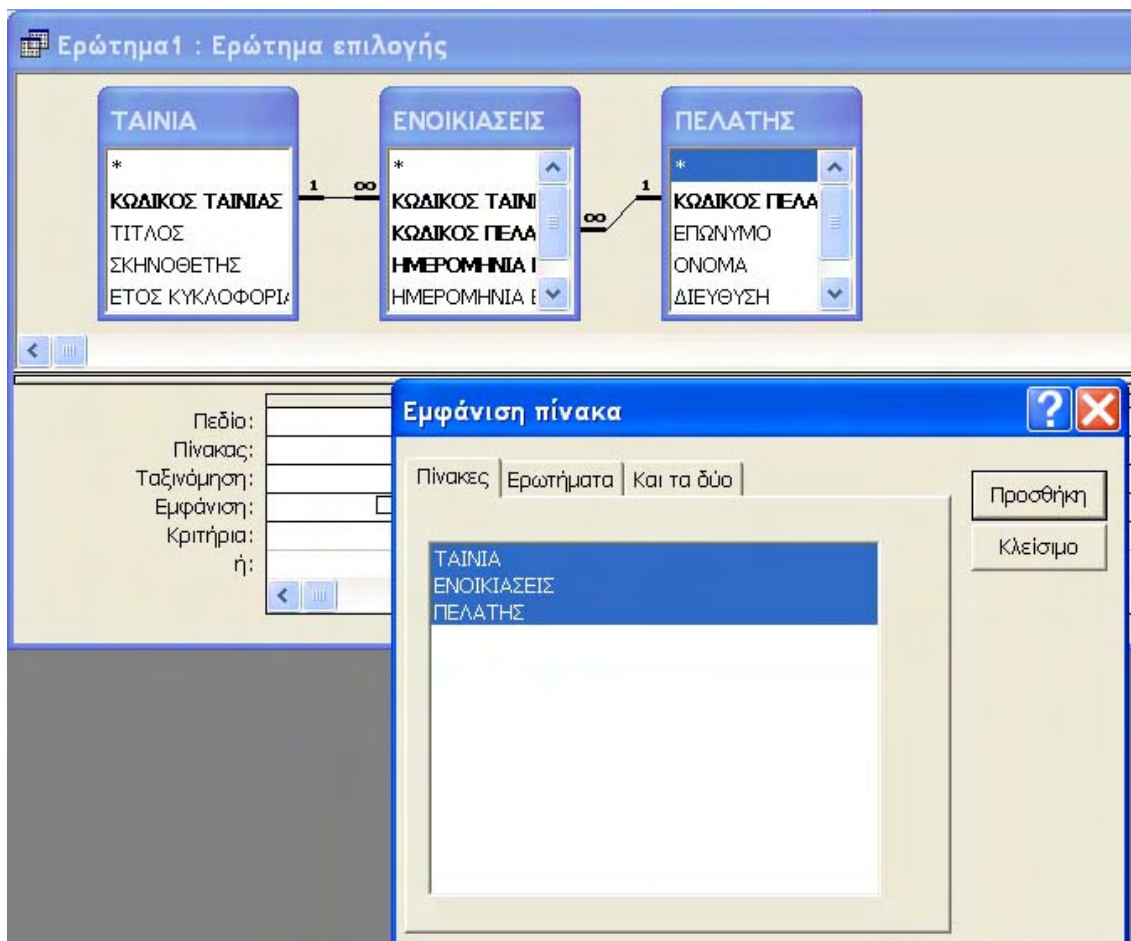 Ερώτημα1 : Ερώτημα επιλογής
ΤΑΙΝΙΑ
*
ΚΩΔΙΚΟΣ ΤΑΙΝΙΑΣ
ΤΙΤΛΟΣ
ΣΚΗΝΟΘΕΤΗΣ
ΕΤΟΣ ΚΥΚΛΟΦΟΡΙΑ
1
∞
ΕΝΟΙΚΙΑΣΕΙΣ
*
ΚΩΔΙΚΟΣ ΤΑΙΝΙ
ΚΩΔΙΚΟΣ ΠΕΛΑ
ΗΜΕΡΟΜΗΝΙΑ
ΗΜΕΡΟΜΗΝΙΑ
∞
1
ΠΕΛΑΤΗΣ
*
ΚΩΔΙΚΟΣ ΠΕΛΑ
ΕΠΩΝΥΜΟ
ΟΝΟΜΑ
ΔΙΕΥΘΥΣΗ
Πεδίο:
Πίνακας:
Ταξινόμηση:
Εμφάνιση:
Κριτήρια:
ή:
Εμφάνιση πίνακα
?
Πίνακες Ερωτήματα Και τα δύο
ΤΑΙΝΙΑ
ΕΝΟΙΚΙΑΣΕΙΣ
ΠΕΛΑΤΗΣ
Προσθήκη
Κλείσιμο